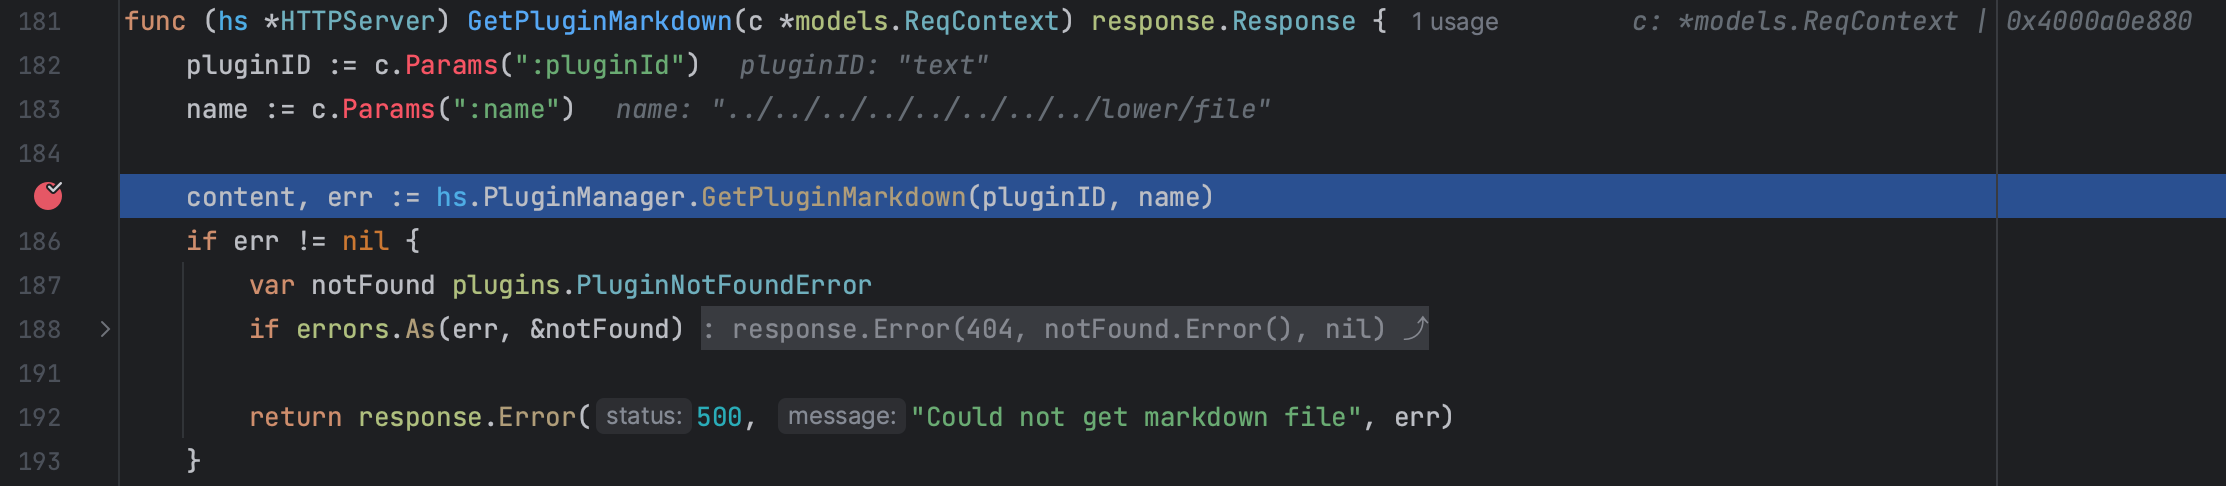 181 func (hs *HTTPServer) GetPluginMarkdown(c *models.ReqContext) response.Response { 1 usage c: *models.ReqContext | 0x4000a0e880
182 pluginID := c.Params(":pluginId") pluginID: "text"
183 name := c.Params(":name") name: "../../../../../../../../lower/file"
184
content, err := hs.PluginManager.GetPluginMarkdown(pluginID, name)
186 if err != nil {
187 var notFound plugins.PluginNotFoundError
188 if errors.As(err, &notFound) : response.Error(404, notFound.Error(), nil)
191
192 return response.Error( status: 500, message: "Could not get markdown file", err)
193 }